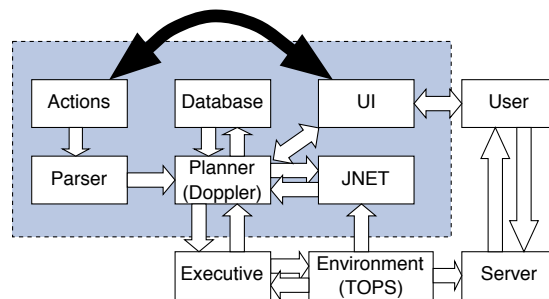 Actions
Database
UI
User
Parser
Planner
(Doppler)
JNET
Executive
Environment
(TOPS)
Server